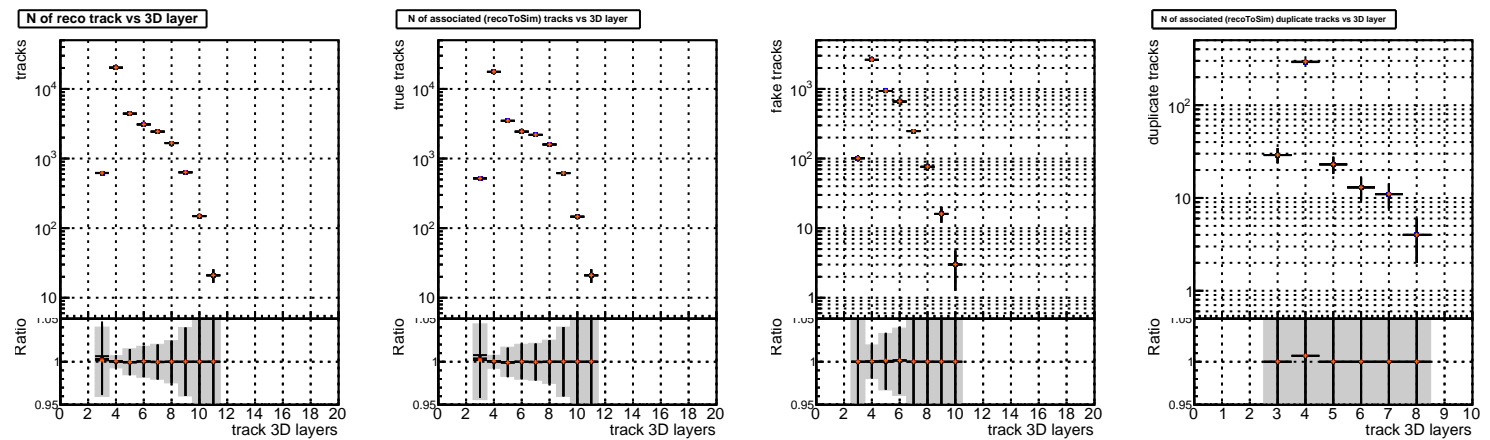 N of reco track vs 3D layer
tracks
10⁴
10³
10²
10
Ratio
1.05
1
0.95
0 2 4 6 8 10 12 14 16 18 20
track 3D layers
N of associated (recoToSim) tracks vs 3D layer
true tracks
10⁴
10³
10²
10
Ratio
1.05
1
0.95
0 2 4 6 8 10 12 14 16 18 20
track 3D layers
fake tracks
10³
10²
10
1
Ratio
1.05
1
0.95
0 2 4 6 8 10 12 14 16 18 20
track 3D layers
N of associated (recoToSim) duplicate tracks vs 3D layer
duplicate tracks
10²
10
1
Ratio
1.05
1
0.95
0 1 2 3 4 5 6 7 8 9 10
track 3D layers